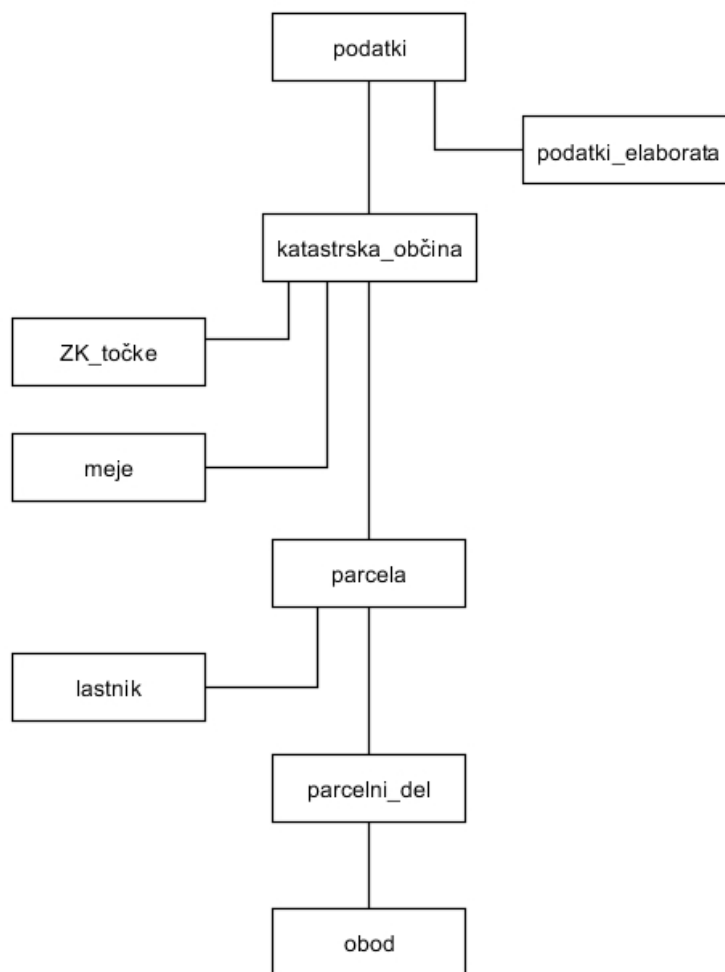 podatki
podatki_elaborata
katastrska_občina
ZK_točke
meje
parcela
lastnik
parcelni_del
obod